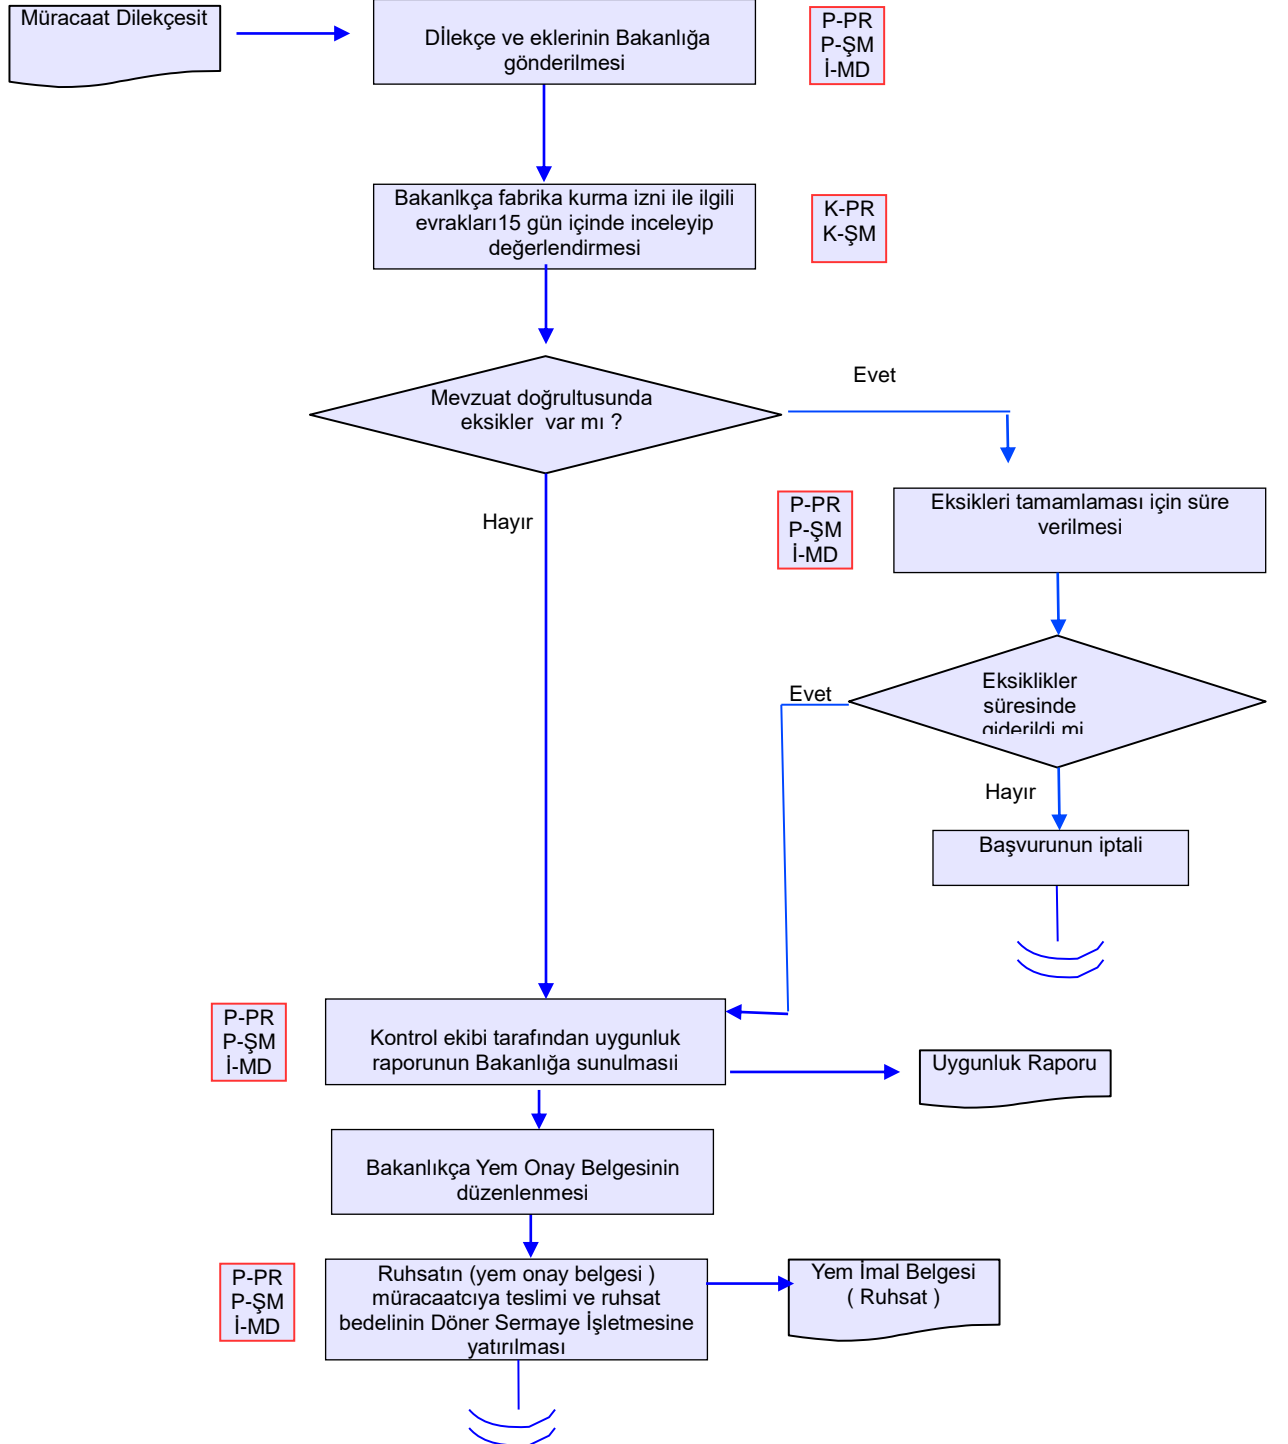 Müracaat Dilekçesit
Dİlekçe ve eklerinin Bakanlığa
gönderilmesi
P-PR
P-ŞM
İ-MD
Bakanlkça fabrika kurma izni ile ilgili
evrakları15 gün içinde inceleyip
değerlendirmesi
K-PR
K-ŞM
Mevzuat doğrultusunda
eksikler var mı ?
Evet
Hayır
P-PR
P-ŞM
İ-MD
Eksikleri tamamlaması için süre
verilmesi
Evet
Eksiklikler
süresinde
giderildi mi
Hayır
Başvurunun iptali
P-PR
P-ŞM
İ-MD
Kontrol ekibi tarafından uygunluk
raporunun Bakanlığa sunulmasıi
Uygunluk Raporu
Bakanlıkça Yem Onay Belgesinin
düzenlenmesi
P-PR
P-ŞM
İ-MD
Ruhsatın (yem onay belgesi )
müracaatcıya teslimi ve ruhsat
bedelinin Döner Sermaye İşletmesine
yatırılması
Yem İmal Belgesi
( Ruhsat )